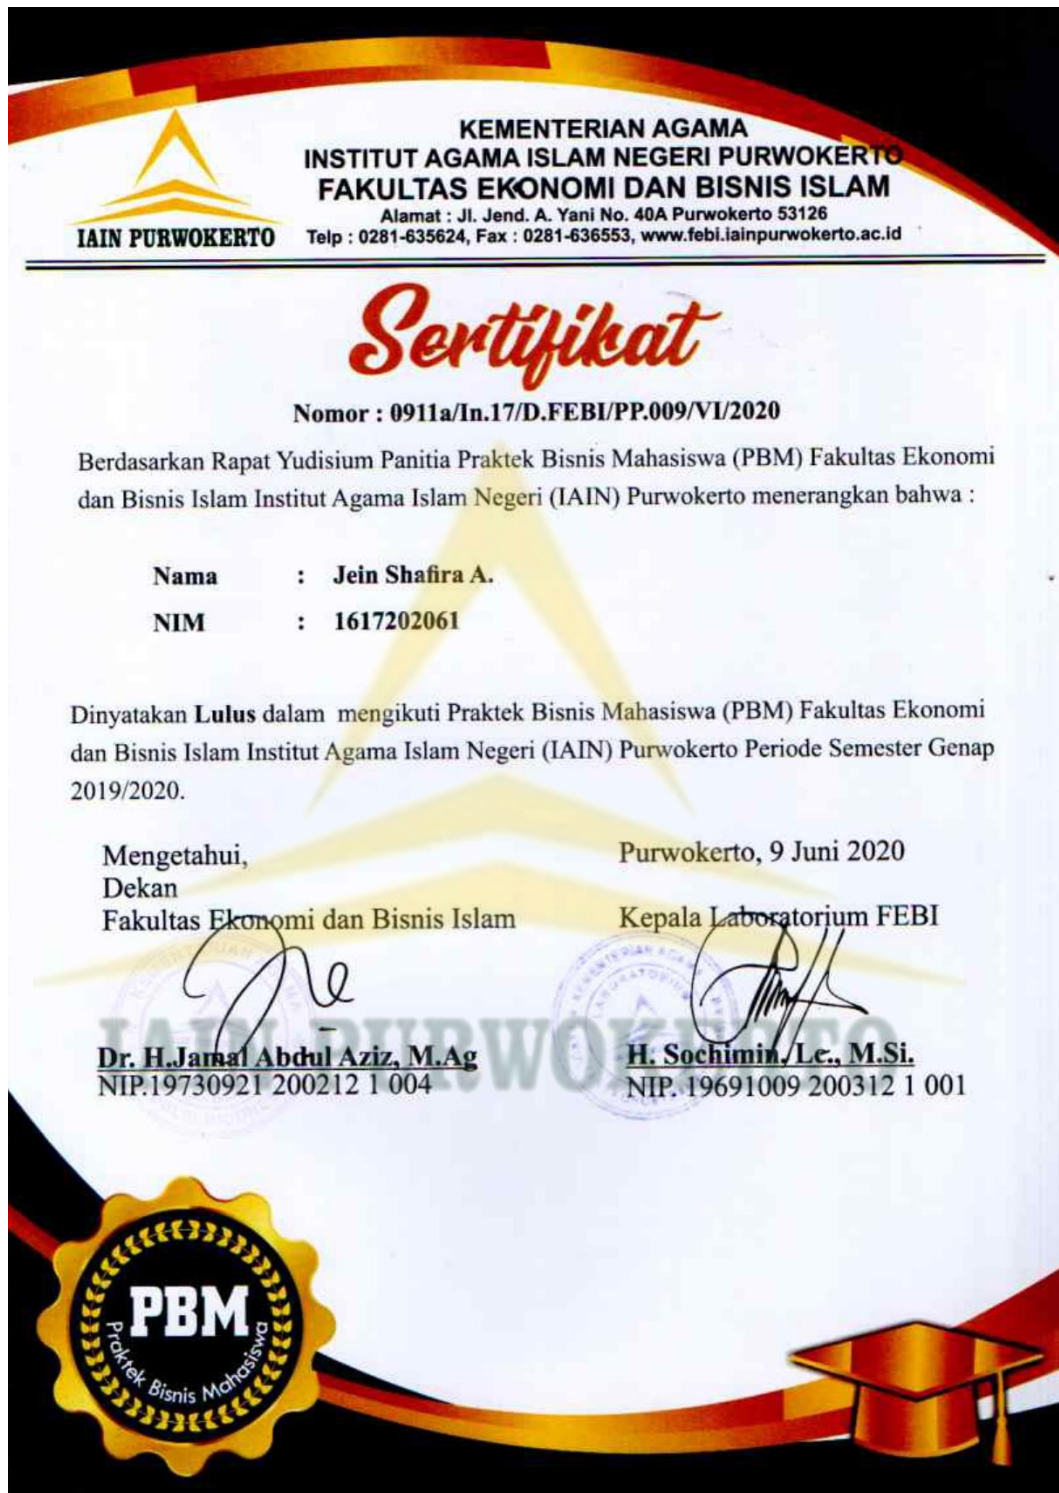 KEMENTERIAN AGAMA
INSTITUT AGAMA ISLAM NEGERI PURWOKERTO
FAKULTAS EKONOMI DAN BISNIS ISLAM
Alamat : Jl. Jend. A. Yani No. 40A Purwokerto 53126
Telp : 0281-635624, Fax : 0281-636553, www.febi.iainpurwokerto.ac.id
IAIN PURWOKERTO
Sertifikat
Nomor : 0911a/In.17/D.FEBI/PP.009/VI/2020
Berdasarkan Rapat Yudisium Panitia Praktek Bisnis Mahasiswa (PBM) Fakultas Ekonomi
dan Bisnis Islam Institut Agama Islam Negeri (IAIN) Purwokerto menerangkan bahwa :
Nama : Jein Shafira A.
NIM : 1617202061
Dinyatakan Lulus dalam mengikuti Praktek Bisnis Mahasiswa (PBM) Fakultas Ekonomi
dan Bisnis Islam Institut Agama Islam Negeri (IAIN) Purwokerto Periode Semester Genap
2019/2020.
Mengetahui,
Dekan
Fakultas Ekonomi dan Bisnis Islam
Purwokerto, 9 Juni 2020
Kepala Laboratorium FEBI
IAIN PURWOKERTO
Dr. H.Jamal Abdul Aziz, M.Ag
NIP.19730921 200212 1 004
H. Sochimin, Lc., M.Si.
NIP. 19691009 200312 1 001
KEMENTERIAN AGAMA
LABORATORIUM
PBM
Praktek Bisnis Mahasiswa